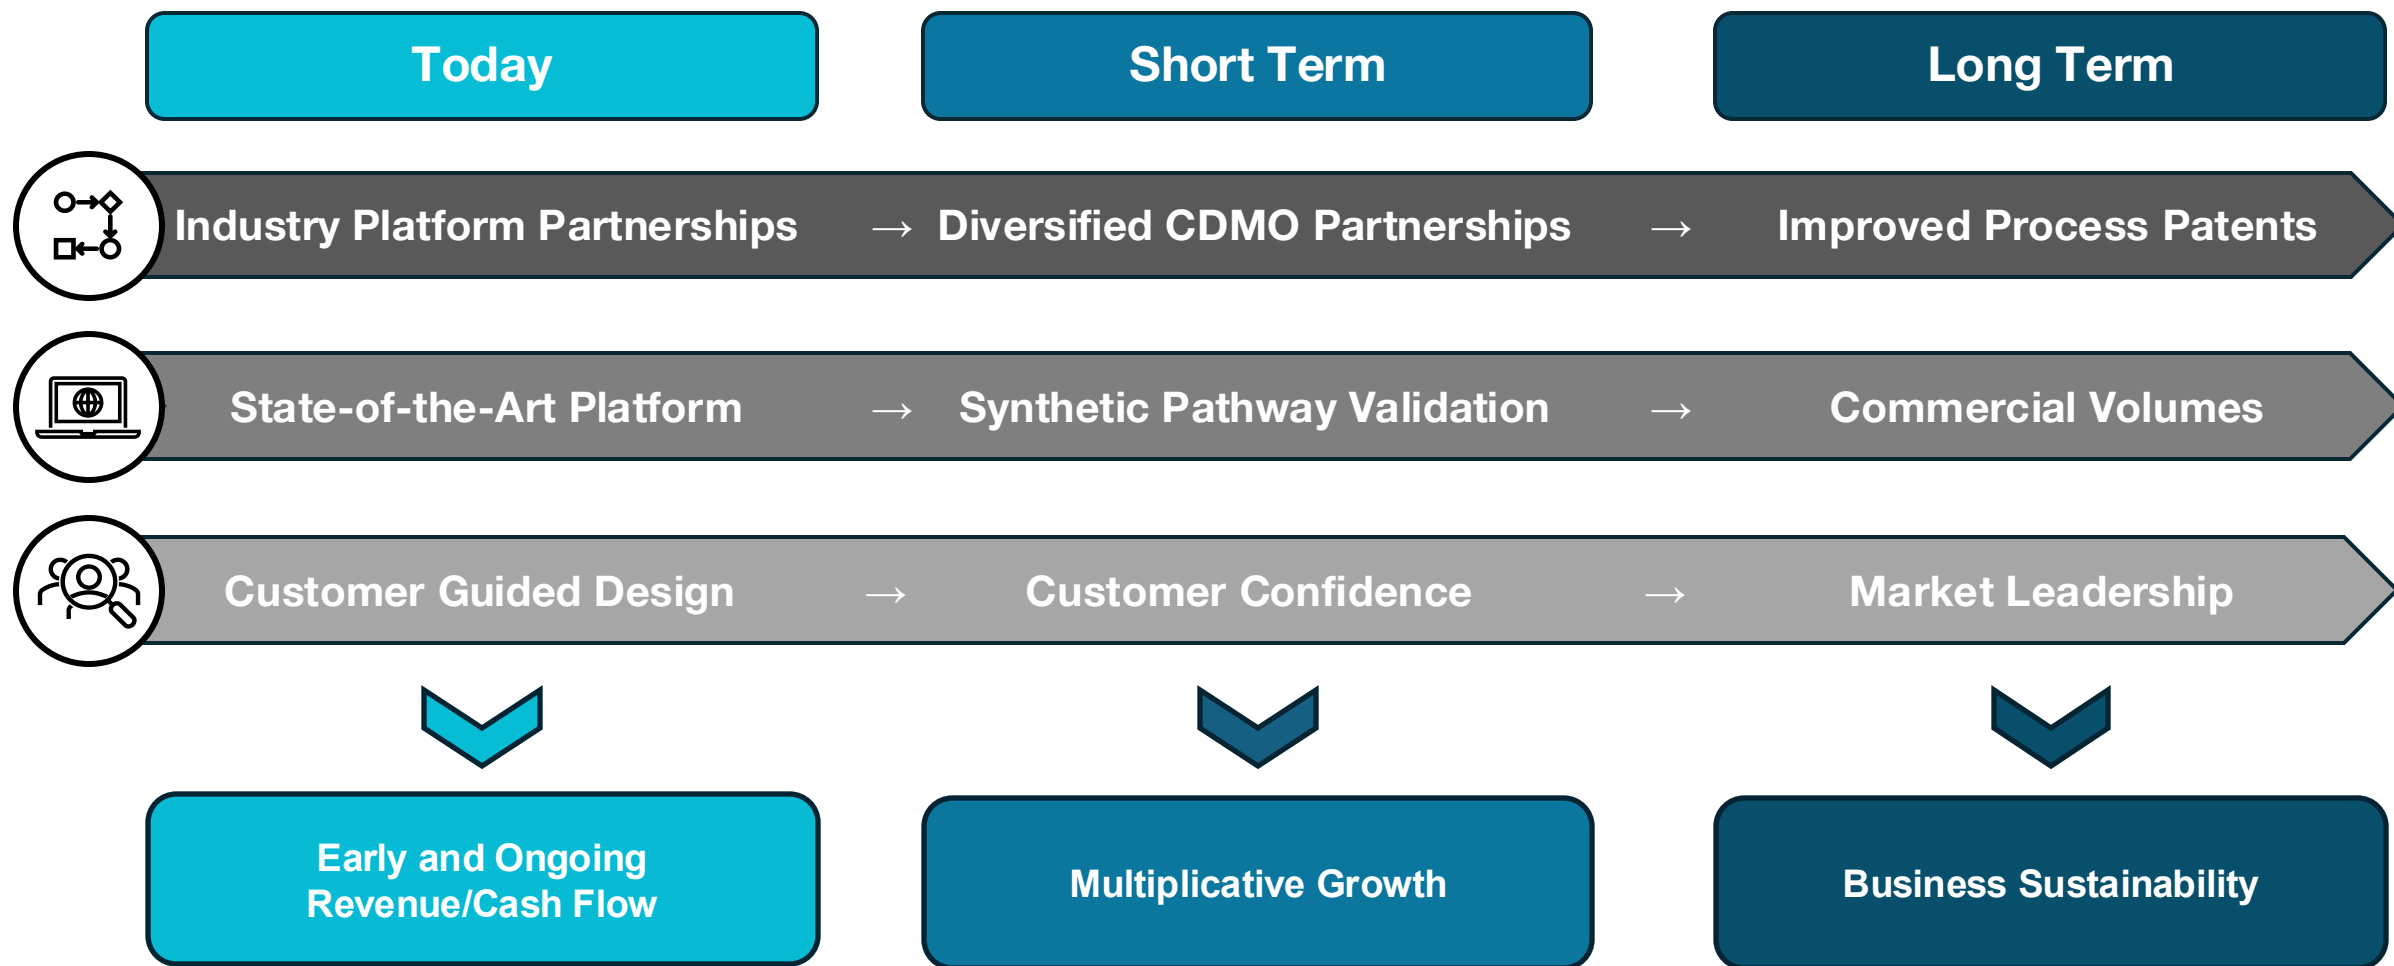 Today
Short Term
Long Term
Industry Platform Partnerships → Diversified CDMO Partnerships → Improved Process Patents
State-of-the-Art Platform → Synthetic Pathway Validation → Commercial Volumes
Customer Guided Design → Customer Confidence → Market Leadership
Early and Ongoing
Revenue/Cash Flow
Multiplicative Growth
Business Sustainability